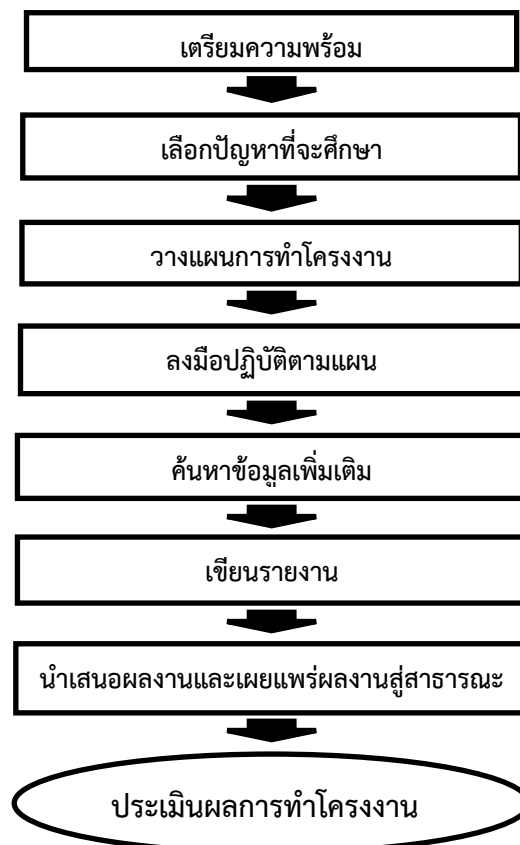 เตรียมความพร้อม
เลือกปัญหาที่จะศึกษา
วางแผนการทำโครงงาน
ลงมือปฏิบัติตามแผน
ค้นหาข้อมูลเพิ่มเติม
เขียนรายงาน
นำเสนอผลงานและเผยแพร่ผลงานสู่สาธารณะ
ประเมินผลการทำโครงงาน